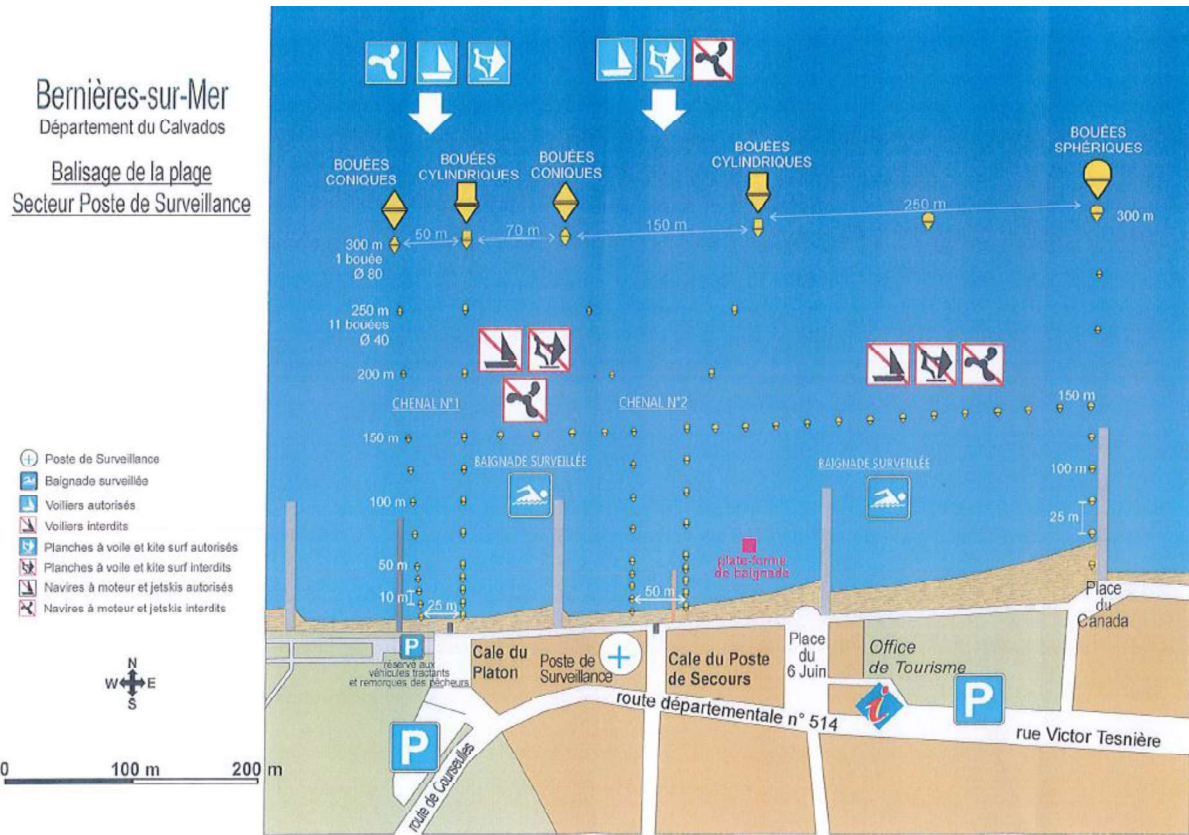 Bernières-sur-Mer
Département du Calvados
Balisage de la plage
Secteur Poste de Surveillance
BOUÉES
CONIQUES
BOUÉES
CYLINDRIQUES
BOUÉES
CONIQUES
BOUÉES
CYLINDRIQUES
BOUÉES
SPHÉRIQUES
50 m
70 m
150 m
250 m
300 m
300 m
1 bouée
Ø 80
250 m
11 bouées
Ø 40
200 m
CHENAL N°1
CHENAL N°2
150 m
150 m
BAIGNADE SURVEILLÉE
BAIGNADE SURVEILLÉE
100 m
100 m
25 m
50 m
10 m
25 m
50 m
plate-forme
de baignade
Poste de Surveillance
Baignade surveillée
Voiliers autorisés
Voiliers interdits
Planches à voile et kite surf autorisés
Planches à voile et kite surf interdits
Navires à moteur et jetskis autorisés
Navires à moteur et jetskis interdits
N
W E
S
0 100 m 200 m
P
réservé aux
véhicules tractants
et remorques des pêcheurs
Cale du
Platon
Poste de
Surveillance
Cale du Poste
de Secours
Place
du
6 Juin
Office
de Tourisme
Place
du
Canada
P
P
i
route départementale n° 514
rue Victor Tesnière
route de Courseulles